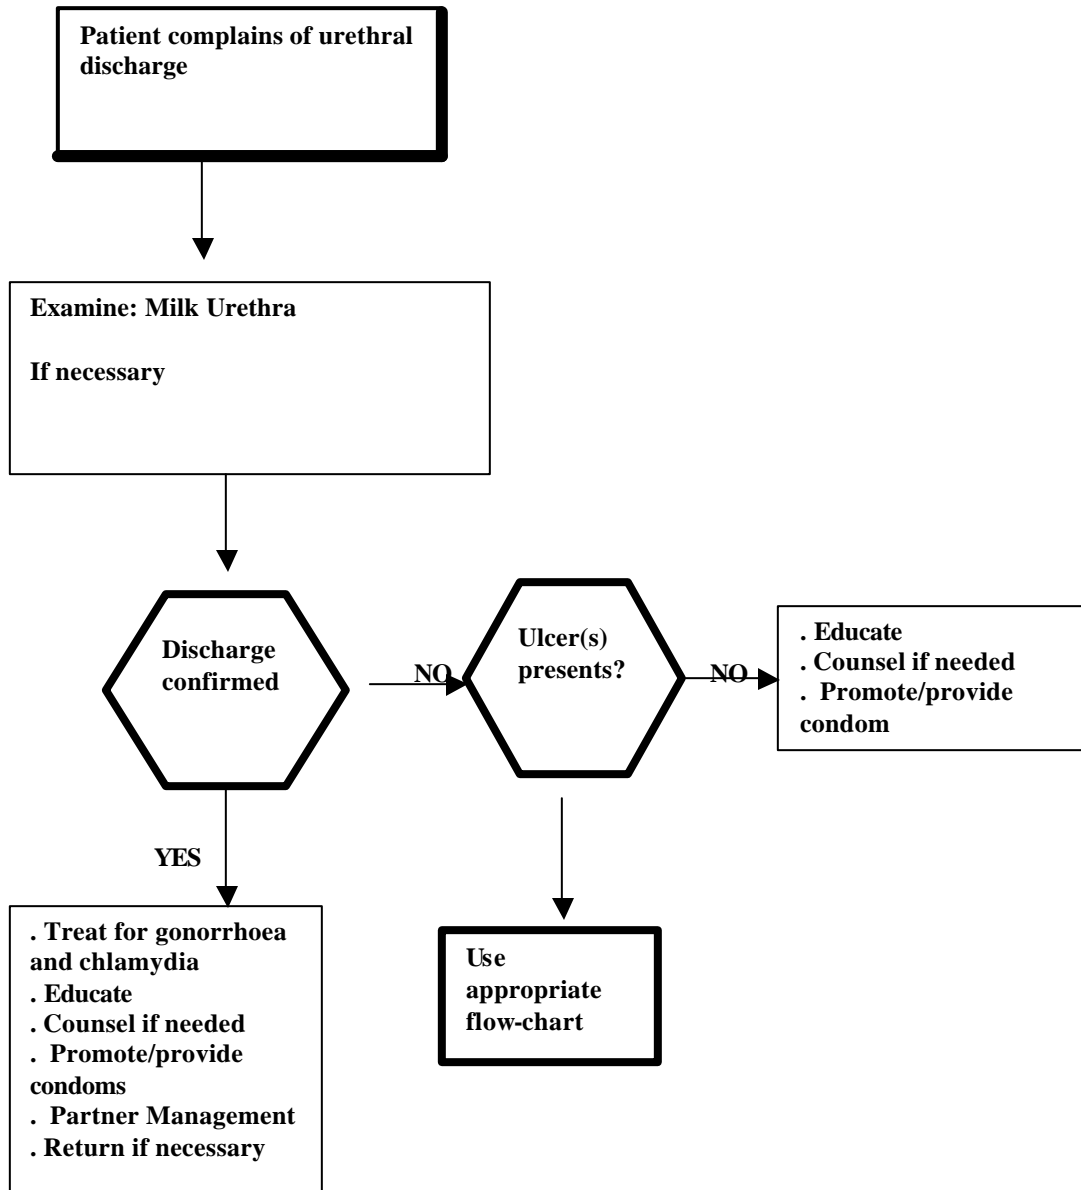 Patient complains of urethral
discharge
Examine: Milk Urethra
If necessary
Discharge
confirmed
NO
Ulcer(s)
presents?
NO
. Educate
. Counsel if needed
. Promote/provide
condom
YES
. Treat for gonorrhoea
and chlamydia
. Educate
. Counsel if needed
. Promote/provide
condoms
. Partner Management
. Return if necessary
Use
appropriate
flow-chart